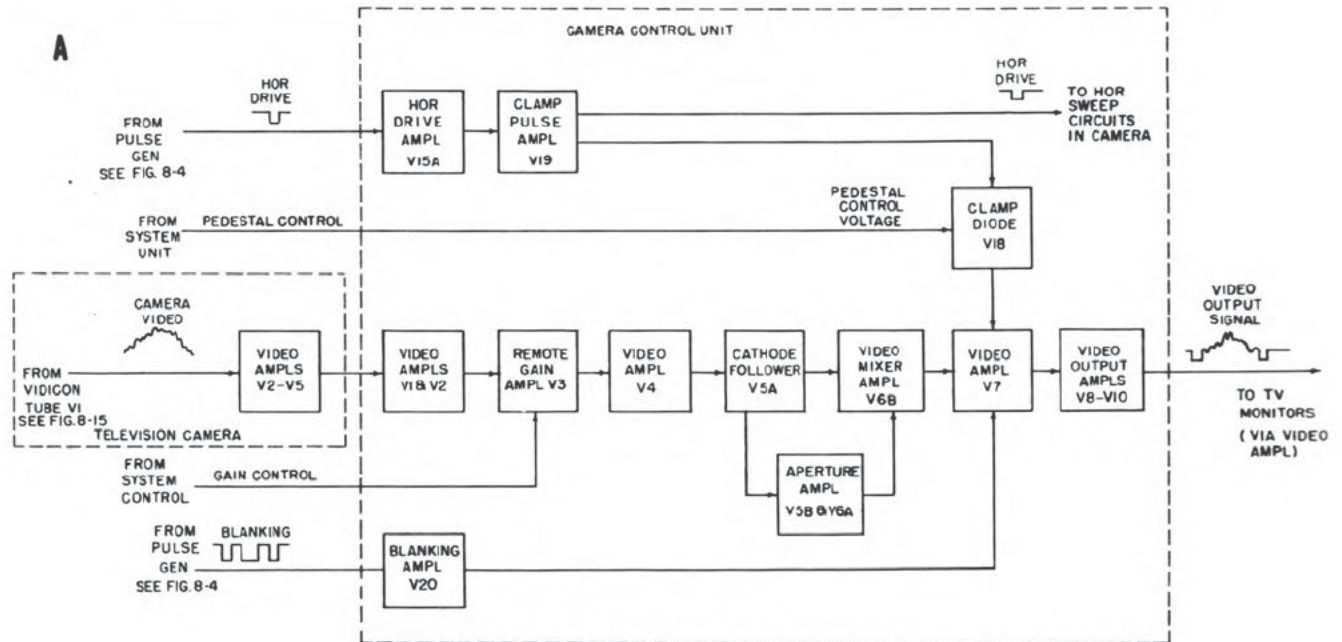 A
CAMERA CONTROL UNIT
HOR
DRIVE
FROM
PULSE
GEN
SEE FIG. 8-4
HOR
DRIVE
AMPL
V15A
CLAMP
PULSE
AMPL
V19
HOR
DRIVE
TO HOR
SWEEP
CIRCUITS
IN CAMERA
FROM
SYSTEM
UNIT
PEDESTAL CONTROL
PEDESTAL
CONTROL
VOLTAGE
CLAMP
DIODE
V18
CAMERA
VIDEO
FROM
VIDICON
TUBE V1
SEE FIG.8-15
VIDEO
AMPLS
V2-V5
TELEVISION CAMERA
VIDEO
AMPLS
V1 & V2
REMOTE
GAIN
AMPL V3
VIDEO
AMPL
V4
CATHODE
FOLLOWER
V5A
VIDEO
MIXER
AMPL
V6B
VIDEO
AMPL
V7
VIDEO
OUTPUT
AMPLS
V8-V10
VIDEO
OUTPUT
SIGNAL
TO TV
MONITORS
(VIA VIDEO
AMPL)
FROM
SYSTEM
CONTROL
GAIN CONTROL
APERTURE
AMPL
V5B & V6A
FROM
PULSE
GEN
SEE FIG.8-4
BLANKING
BLANKING
AMPL
V20